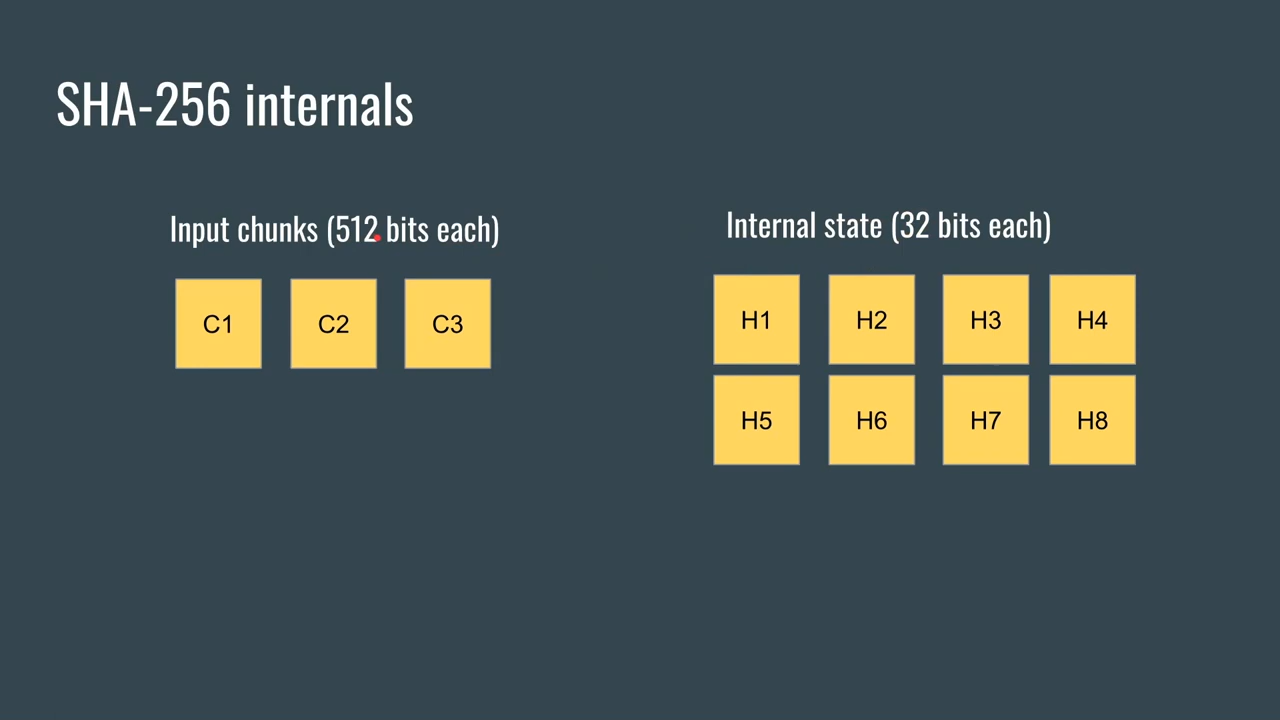 SHA-256 internals
Input chunks (512 bits each)
C1 C2 C3
Internal state (32 bits each)
H1 H2 H3 H4
H5 H6 H7 H8